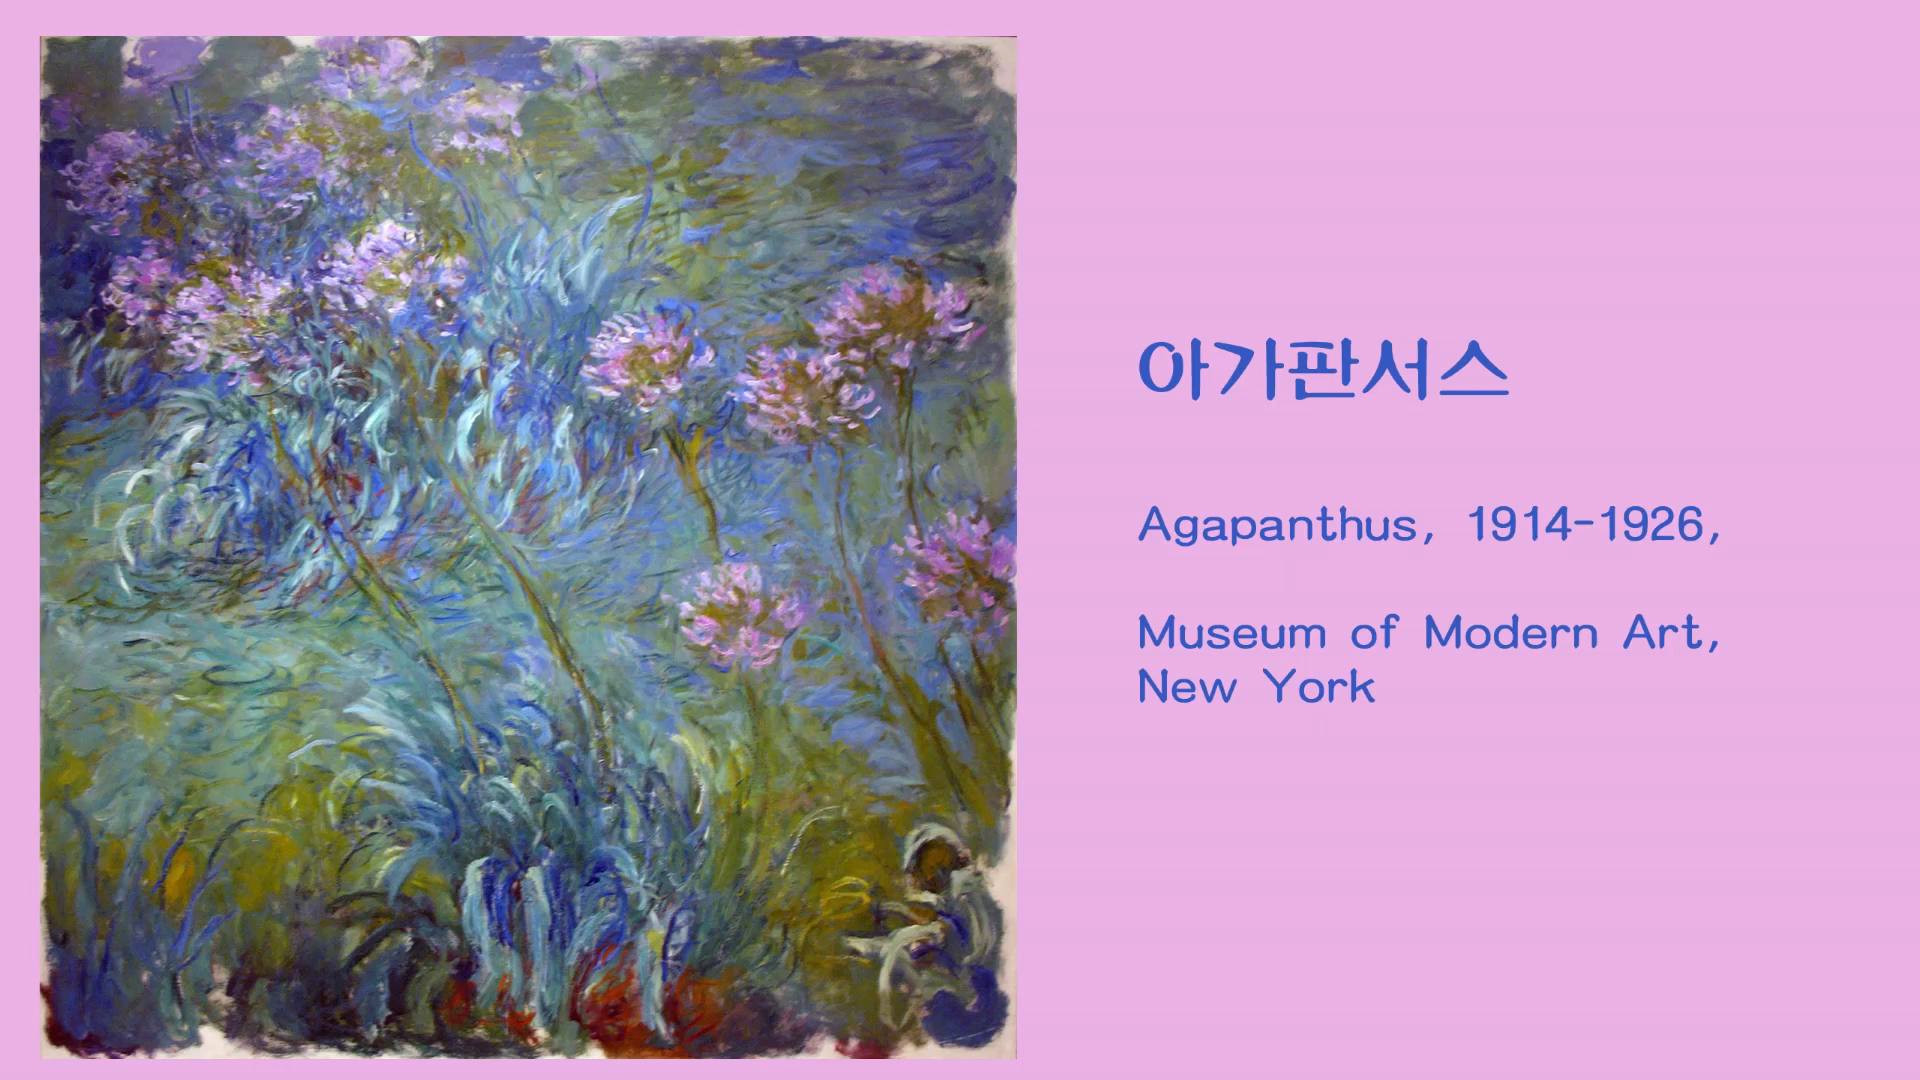 아가판서스
Agapanthus, 1914-1926,
Museum of Modern Art,
New York